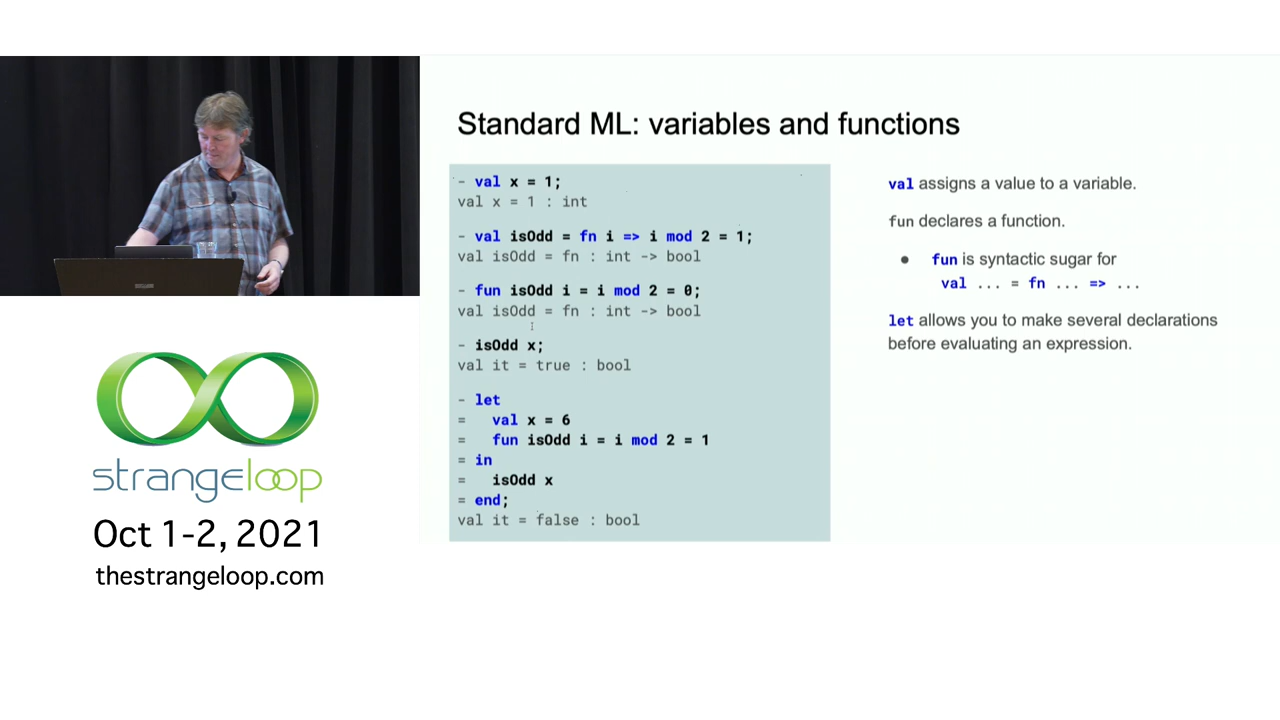 Standard ML: variables and functions
- val x = 1;
val x = 1 : int
- val isOdd = fn i => i mod 2 = 1;
val isOdd = fn : int -> bool
- fun isOdd i = i mod 2 = 0;
val isOdd = fn : int -> bool
- isOdd x;
val it = true : bool
- let
= val x = 6
= fun isOdd i = i mod 2 = 1
= in
= isOdd x
= end;
val it = false : bool
val assigns a value to a variable.
fun declares a function.
● fun is syntactic sugar for
val ... = fn ... => ...
let allows you to make several declarations
before evaluating an expression.
strangeloop
Oct 1-2, 2021
thestrangeloop.com